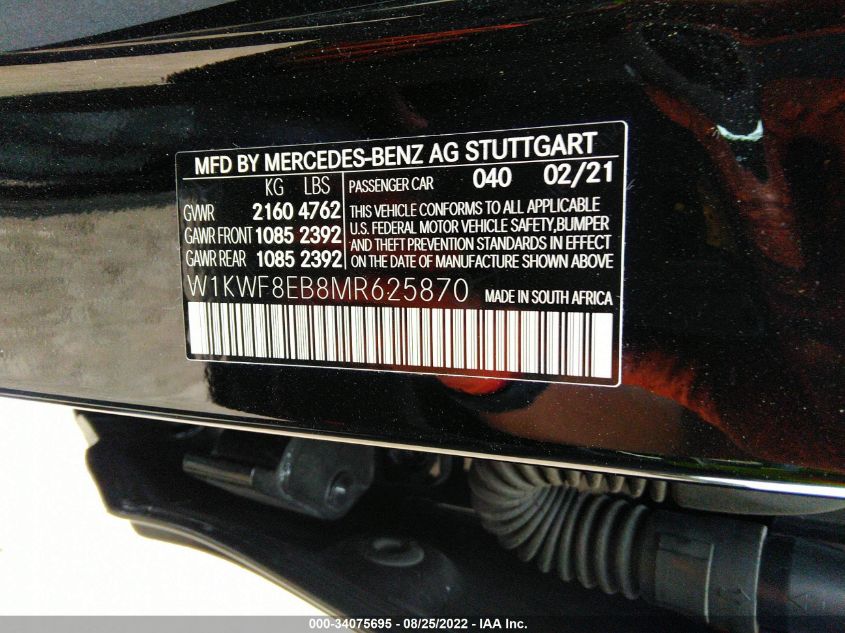 MFD BY MERCEDES-BENZ AG STUTTGART
KG LBS PASSENGER CAR 040 02/21
GVWR 2160 4762
GAWR FRONT 1085 2392
GAWR REAR 1085 2392
THIS VEHICLE CONFORMS TO ALL APPLICABLE
U.S. FEDERAL MOTOR VEHICLE SAFETY,BUMPER
AND THEFT PREVENTION STANDARDS IN EFFECT
ON THE DATE OF MANUFACTURE SHOWN ABOVE
W1KWF8EB8MR625870 MADE IN SOUTH AFRICA
000-34075695 - 08/25/2022 - IAA Inc.